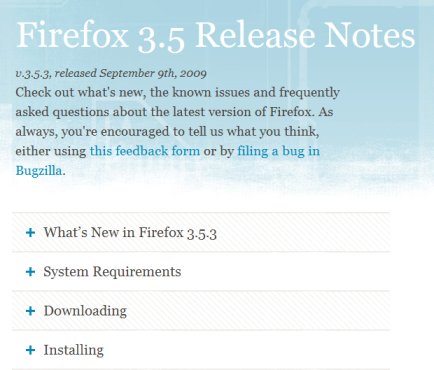 Firefox 3.5 Release Notes
v.3.5.3, released September 9th, 2009
Check out what's new, the known issues and frequently
asked questions about the latest version of Firefox. As
always, you're encouraged to tell us what you think,
either using this feedback form or by filing a bug in
Bugzilla.
+ What's New in Firefox 3.5.3
+ System Requirements
+ Downloading
+ Installing